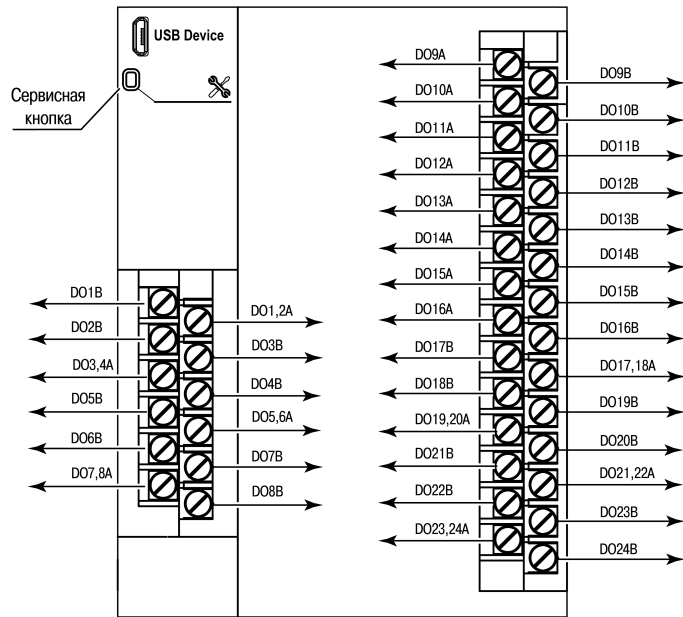 USB Device
Сервисная
кнопка
DO1B
DO2B
DO3,4A
DO5B
DO6B
DO7,8A
DO1,2A
DO3B
DO4B
DO5,6A
DO7B
DO8B
DO9A
DO10A
DO11A
DO12A
DO13A
DO14A
DO15A
DO16A
DO17B
DO18B
DO19,20A
DO21B
DO22B
DO23,24A
DO9B
DO10B
DO11B
DO12B
DO13B
DO14B
DO15B
DO16B
DO17,18A
DO19B
DO20B
DO21,22A
DO23B
DO24B